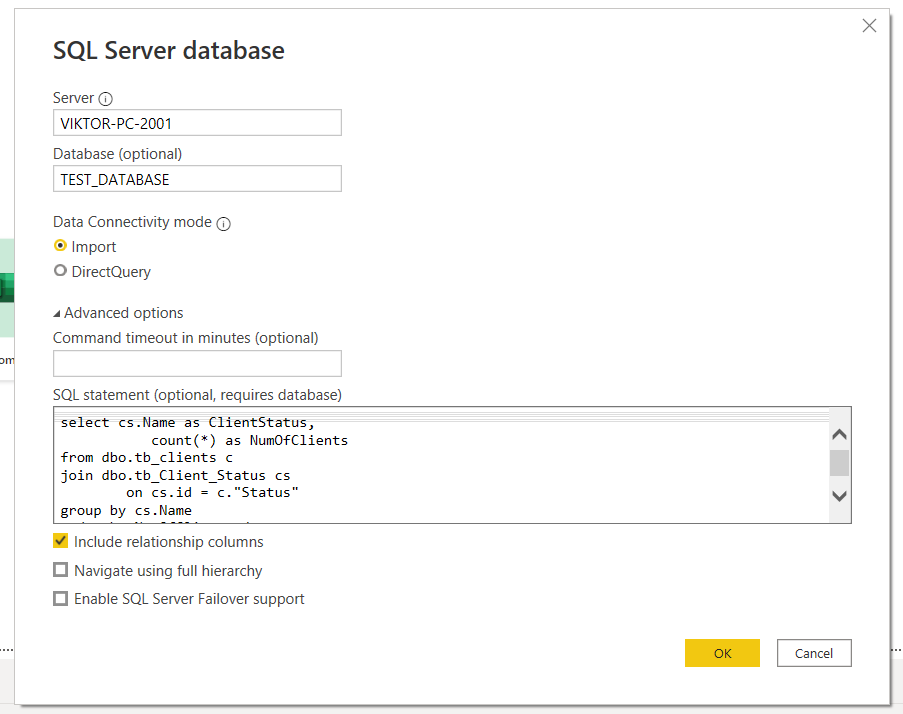 SQL Server database
Server
VIKTOR-PC-2001
Database (optional)
TEST_DATABASE
Data Connectivity mode
Import
DirectQuery
Advanced options
Command timeout in minutes (optional)
SQL statement (optional, requires database)
select cs.Name as ClientStatus,
count(*) as NumOfClients
from dbo.tb_clients c
join dbo.tb_Client_Status cs
on cs.id = c."Status"
group by cs.Name
Include relationship columns
Navigate using full hierarchy
Enable SQL Server Failover support
OK
Cancel